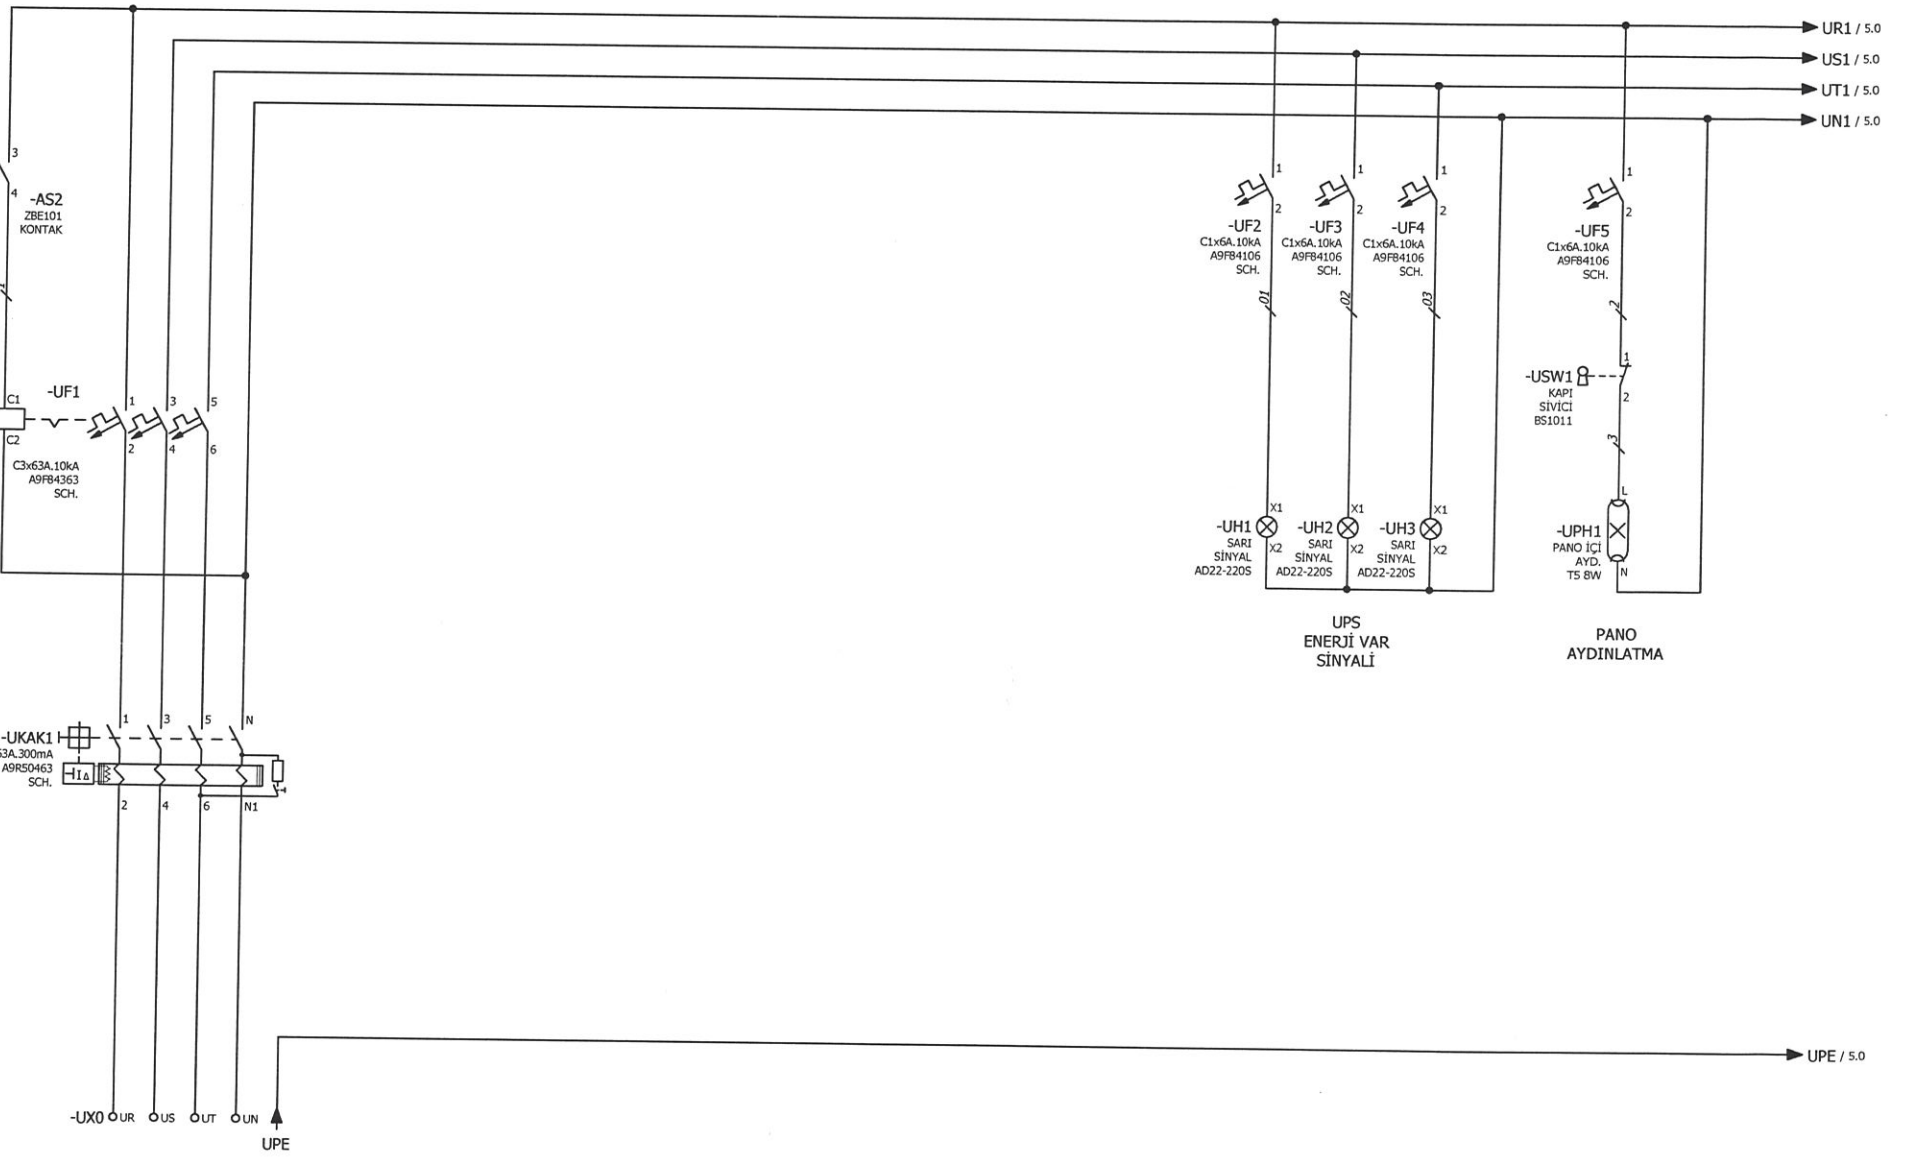 UR1 / 5.0
US1 / 5.0
UT1 / 5.0
UN1 / 5.0
3
4
-AS2
ZBE101
KONTAK
1
2
-UF2
C1x6A.10kA
A9F84106
SCH.
01
1
2
-UF3
C1x6A.10kA
A9F84106
SCH.
02
1
2
-UF4
C1x6A.10kA
A9F84106
SCH.
03
1
2
-UF5
C1x6A.10kA
A9F84106
SCH.
2
1
-USW1
2
KAPI
SİVİCİ
BS1011
3
C1
C2
-UF1
1
3
5
2
4
6
C3x63A.10kA
A9F84363
SCH.
X1
-UH1
X2
SARI
SİNYAL
AD22-220S
X1
-UH2
X2
SARI
SİNYAL
AD22-220S
X1
-UH3
X2
SARI
SİNYAL
AD22-220S
L
-UPH1
PANO İÇİ
AYD.
T5 8W
N
UPS
ENERJİ VAR
SİNYALİ
PANO
AYDINLATMA
1
3
5
N
-UKAK1
63A.300mA
A9R50463
SCH.
I∆
2
4
6
N1
UPE / 5.0
-UX0 UR US UT UN
UPE